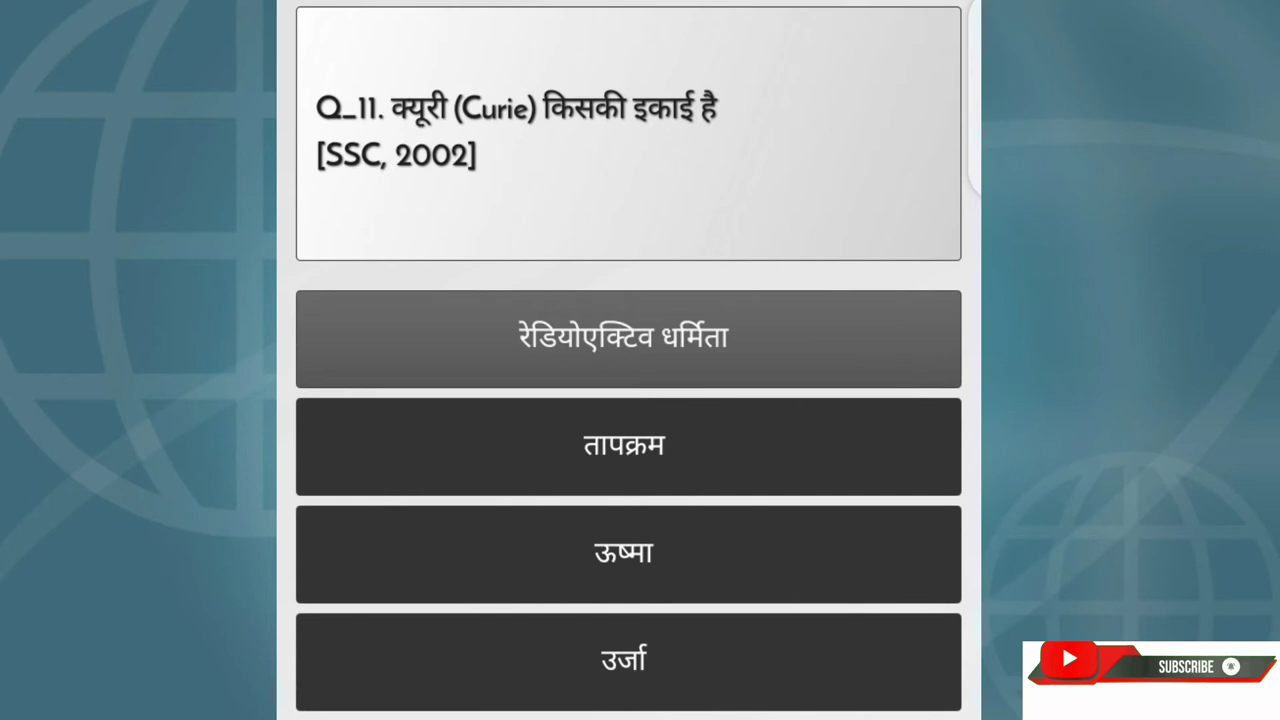 Q_11. क्यूरी (Curie) किसकी इकाई है
[SSC, 2002]
रेडियोएक्टिव धर्मिता
तापक्रम
ऊष्मा
उर्जा
SUBSCRIBE